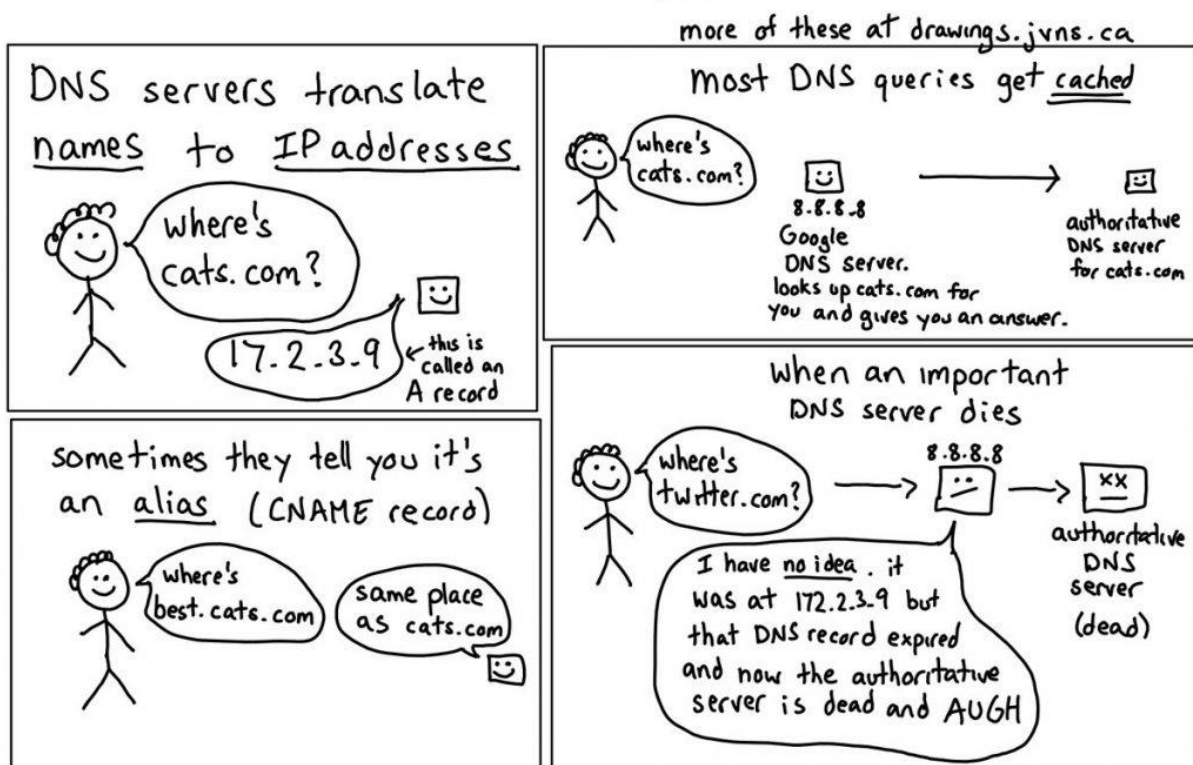 more of these at drawings.jvns.ca
DNS servers translate
names to IP addresses
where's
cats.com?
17.2.3.9
this is
called an
A record
most DNS queries get cached
where's
cats.com?
8.8.8.8
Google
DNS server.
looks up cats.com for
you and gives you an answer.
authoritative
DNS server
for cats.com
sometimes they tell you it's
an alias (CNAME record)
where's
best.cats.com
same place
as cats.com
when an important
DNS server dies
where's
twitter.com?
8.8.8.8
xx
authoritative
DNS
server
(dead)
I have no idea. it
was at 172.2.3.9 but
that DNS record expired
and now the authoritative
server is dead and AUGH